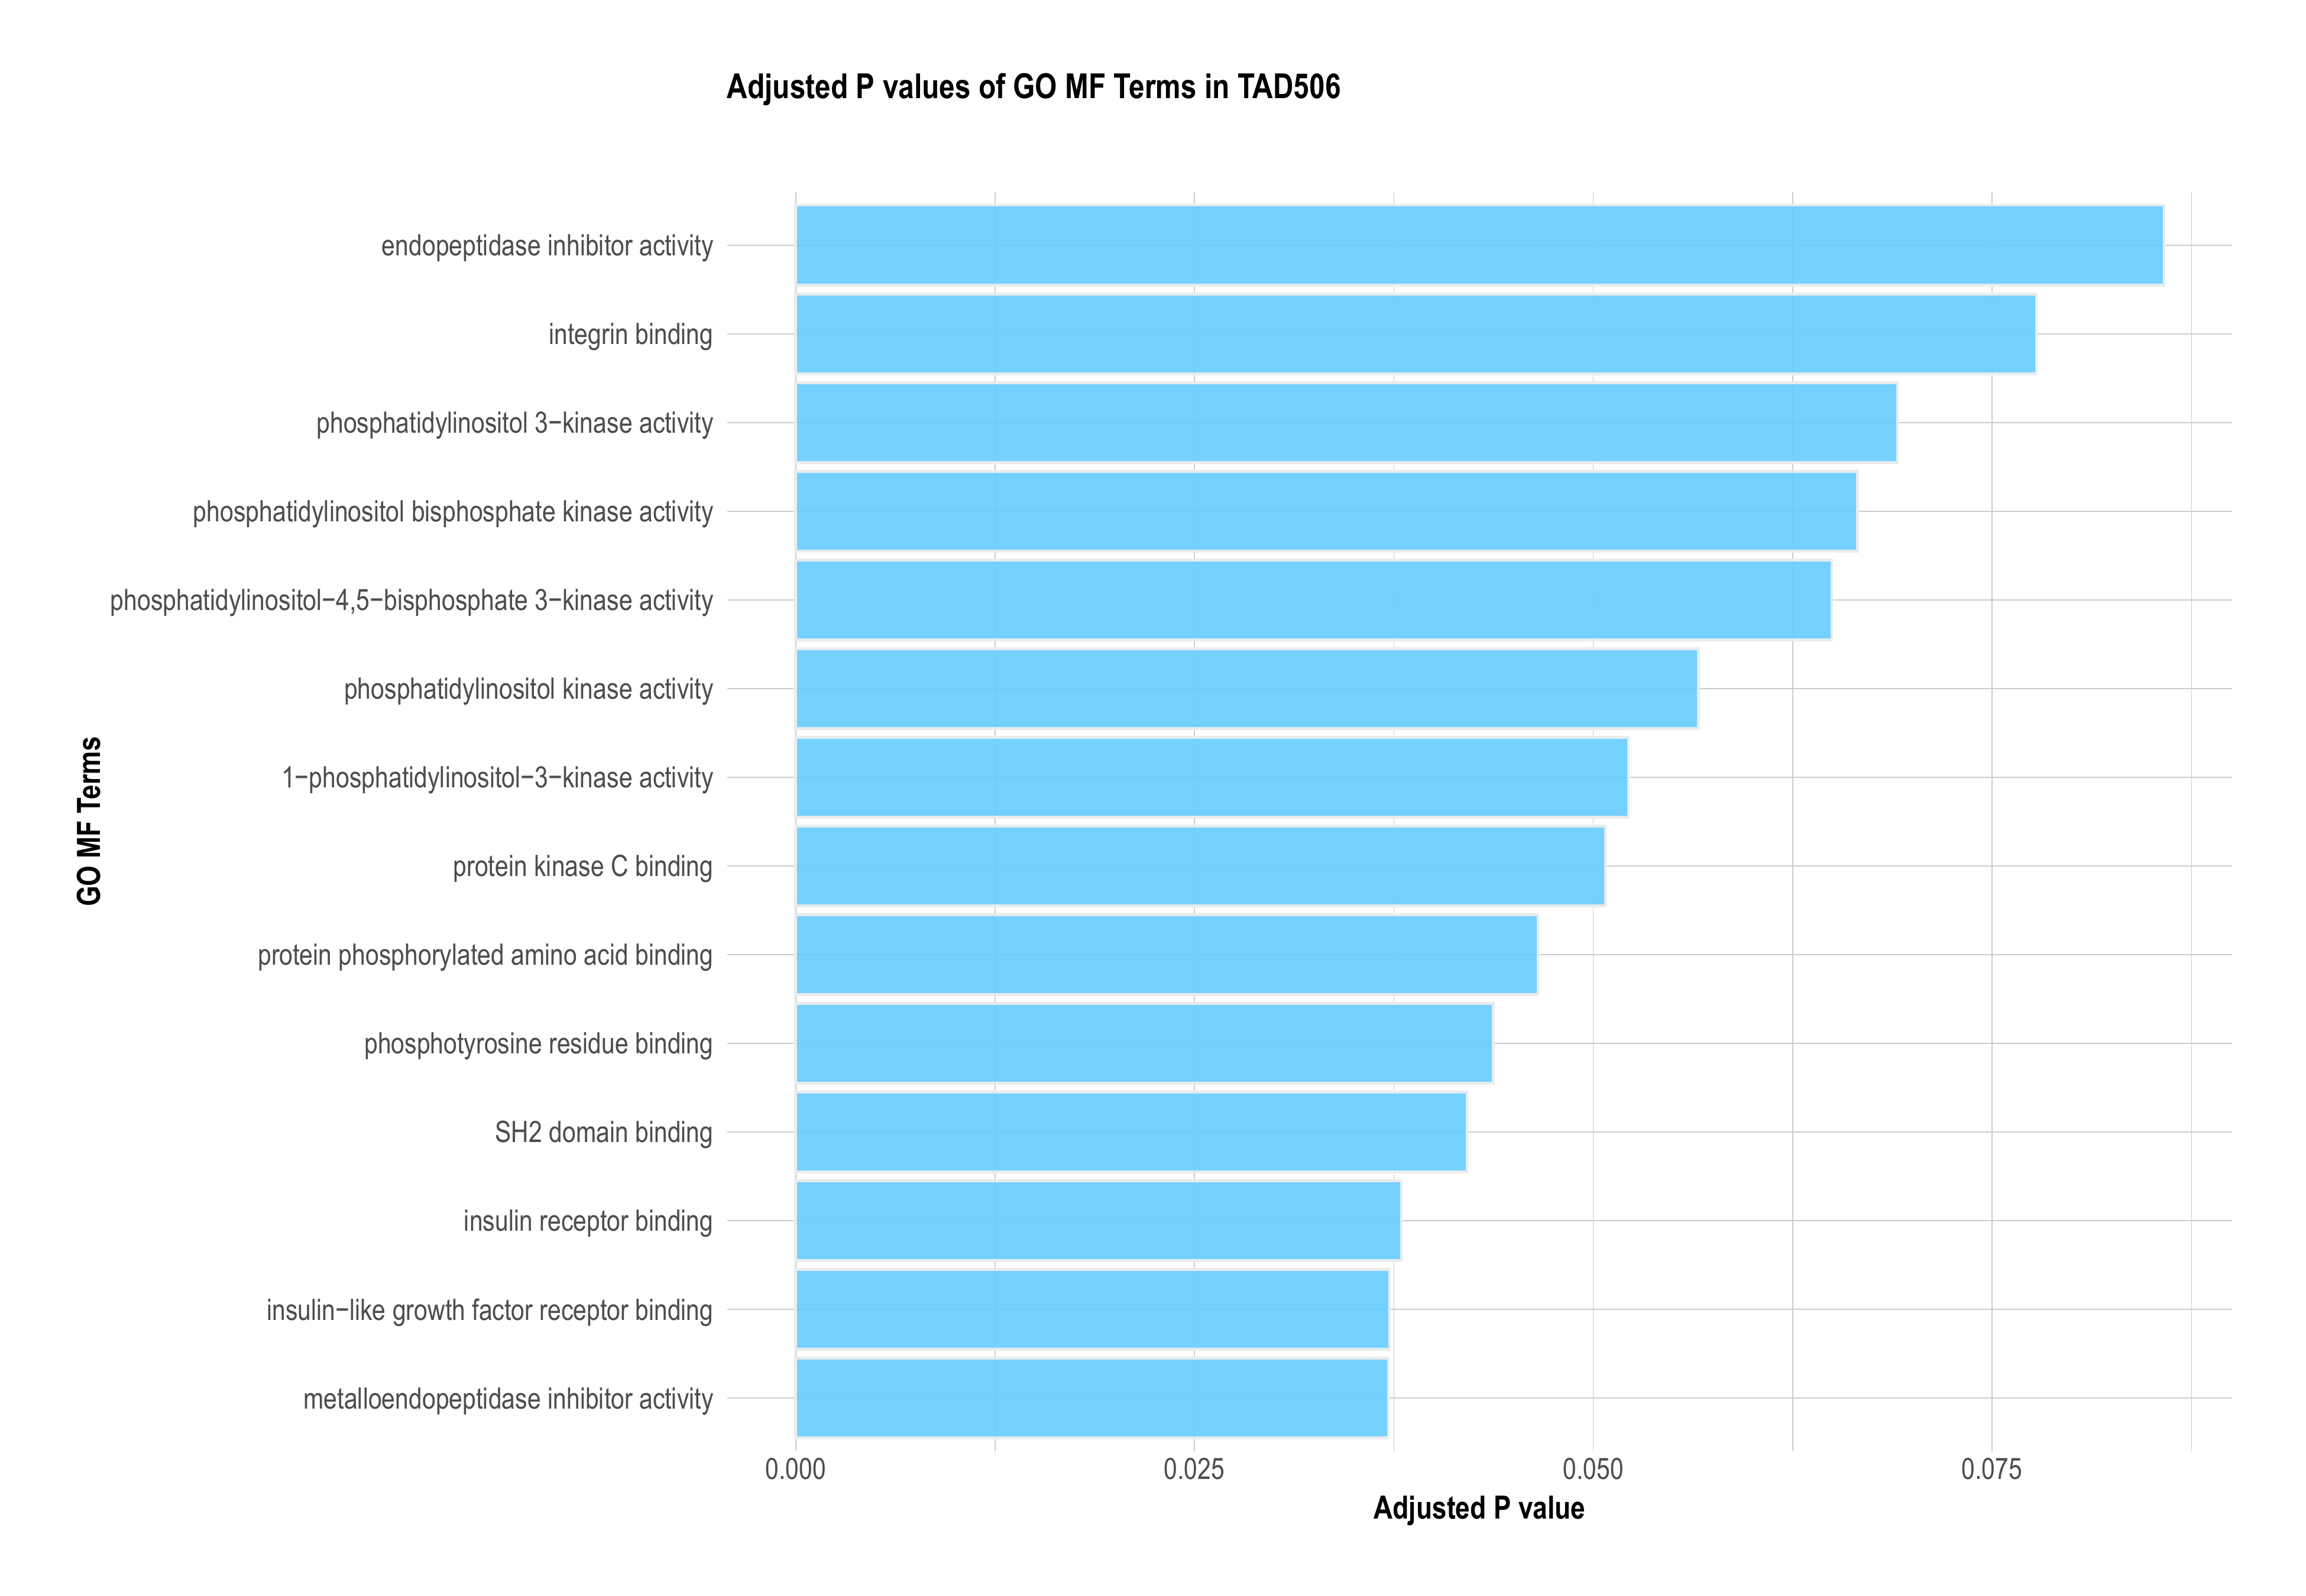 Adjusted P values of GO MF Terms in TAD506
endopeptidase inhibitor activity
integrin binding
phosphatidylinositol 3−kinase activity
phosphatidylinositol bisphosphate kinase activity
phosphatidylinositol−4,5−bisphosphate 3−kinase activity
phosphatidylinositol kinase activity
1−phosphatidylinositol−3−kinase activity
protein kinase C binding
protein phosphorylated amino acid binding
phosphotyrosine residue binding
SH2 domain binding
insulin receptor binding
insulin−like growth factor receptor binding
metalloendopeptidase inhibitor activity
GO MF Terms
0.000 0.025 0.050 0.075
Adjusted P value